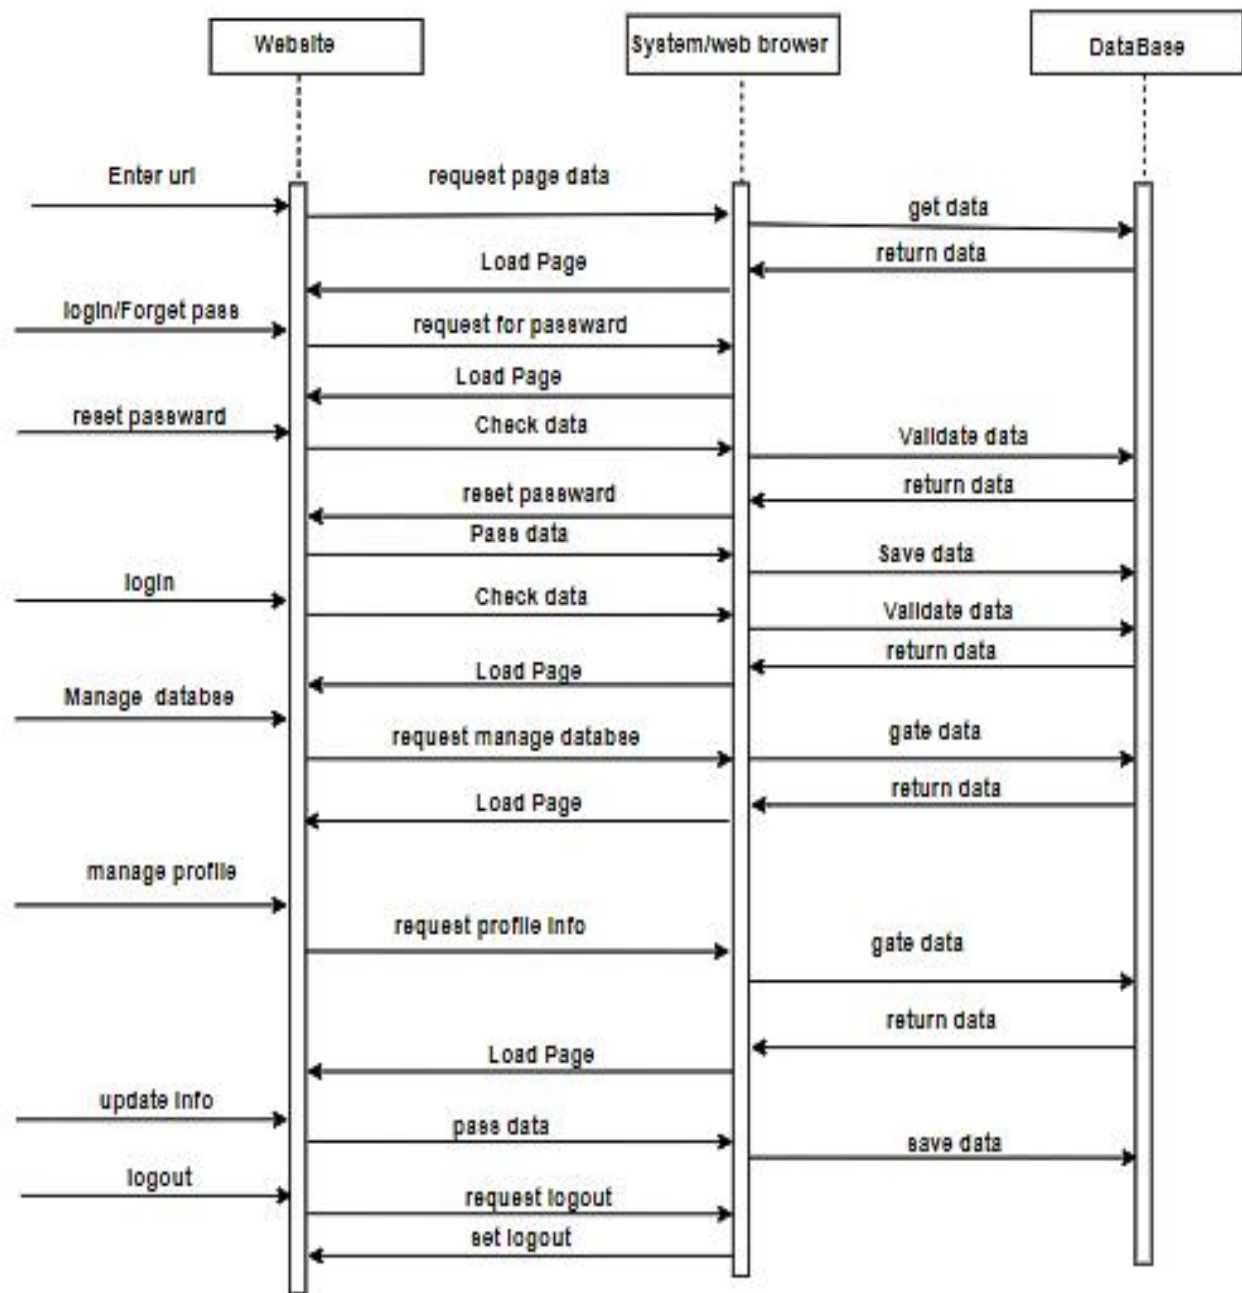 Website
System/web brower
DataBase
Enter url
request page data
get data
return data
Load Page
login/Forget pass
request for passward
Load Page
reset passward
Check data
Validate data
return data
reset passward
Pass data
Save data
login
Check data
Validate data
return data
Load Page
Manage databse
request manage databse
gate data
return data
Load Page
manage profile
request profile info
gate data
return data
Load Page
update info
pass data
save data
logout
request logout
set logout